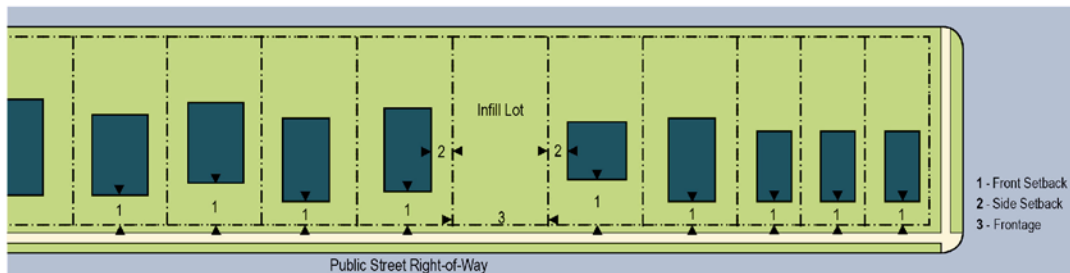 Infill Lot
2
2
1
1
1
1
3
1
1
1
1
1
1 - Front Setback
2 - Side Setback
3 - Frontage
Public Street Right-of-Way